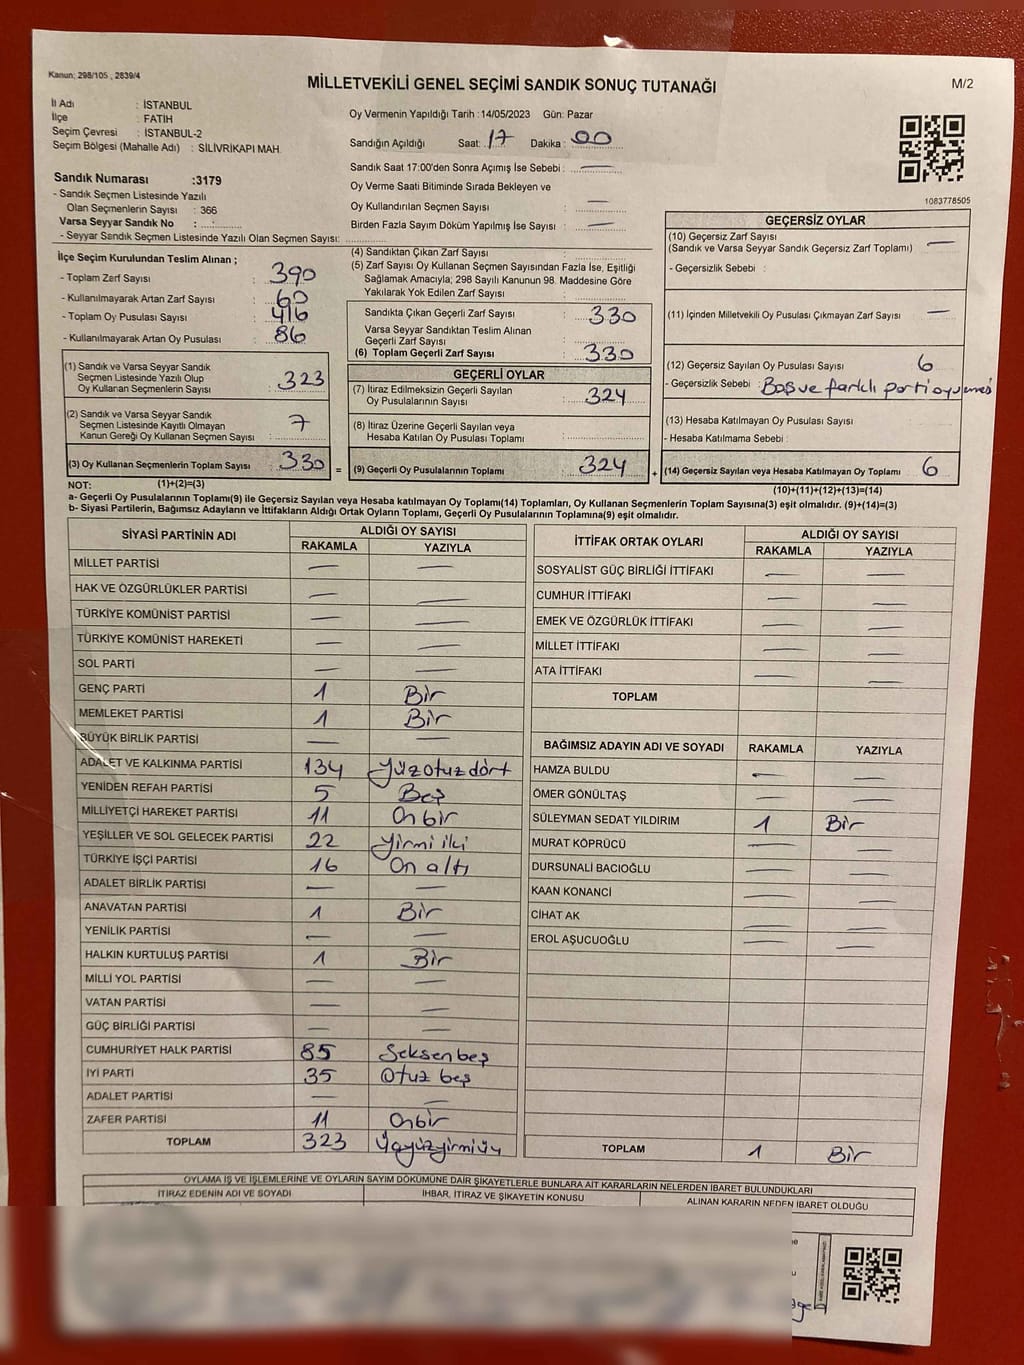 Kanun; 298/105 , 2839/4
MİLLETVEKİLİ GENEL SEÇİMİ SANDIK SONUÇ TUTANAĞI
M/2
İl Adı : İSTANBUL
İlçe : FATİH
Seçim Çevresi : İSTANBUL-2
Seçim Bölgesi (Mahalle Adı) : SİLİVRİKAPI MAH.
Sandık Numarası :3179
- Sandık Seçmen Listesinde Yazılı
Olan Seçmenlerin Sayısı : 366
Varsa Seyyar Sandık No :
- Seyyar Sandık Seçmen Listesinde Yazılı Olan Seçmen Sayısı:
Oy Vermenin Yapıldığı Tarih : 14/05/2023 Gün: Pazar
Sandığın Açıldığı Saat: 17 Dakika: 00
Sandık Saat 17:00'den Sonra Açımış İse Sebebi : —
Oy Verme Saati Bitiminde Sırada Bekleyen ve
Oy Kullandırılan Seçmen Sayısı —
Birden Fazla Sayım Döküm Yapılmış İse Sayısı : —
1083778505
İlçe Seçim Kurulundan Teslim Alınan ;
- Toplam Zarf Sayısı : 390
- Kullanılmayarak Artan Zarf Sayısı : 60
- Toplam Oy Pusulası Sayısı : 416
- Kullanılmayarak Artan Oy Pusulası : 86
(1) Sandık ve Varsa Seyyar Sandık
Seçmen Listesinde Yazılı Olup
Oy Kullanan Seçmenlerin Sayısı : 323
(2) Sandık ve Varsa Seyyar Sandık
Seçmen Listesinde Kayıtlı Olmayan
Kanun Gereği Oy Kullanan Seçmen Sayısı : 7
(3) Oy Kullanan Seçmenlerin Toplam Sayısı : 330
(1)+(2)=(3)
(4) Sandıktan Çıkan Zarf Sayısı :
(5) Zarf Sayısı Oy Kullanan Seçmen Sayısından Fazla İse, Eşitliği
Sağlamak Amacıyla; 298 Sayılı Kanunun 98. Maddesine Göre
Yakılarak Yok Edilen Zarf Sayısı :
Sandıkta Çıkan Geçerli Zarf Sayısı : 330
Varsa Seyyar Sandıktan Teslim Alınan
Geçerli Zarf Sayısı :
(6) Toplam Geçerli Zarf Sayısı : 330
GEÇERLİ OYLAR
(7) İtiraz Edilmeksizin Geçerli Sayılan
Oy Pusulalarının Sayısı : 324
(8) İtiraz Üzerine Geçerli Sayılan veya
Hesaba Katılan Oy Pusulası Toplamı :
= (9) Geçerli Oy Pusulalarının Toplamı : 324
GEÇERSİZ OYLAR
(10) Geçersiz Zarf Sayısı
(Sandık ve Varsa Seyyar Sandık Geçersiz Zarf Toplamı) : —
- Geçersizlik Sebebi :
(11) İçinden Milletvekili Oy Pusulası Çıkmayan Zarf Sayısı : —
(12) Geçersiz Sayılan Oy Pusulası Sayısı : 6
- Geçersizlik Sebebi : Boş ve farklı parti
(13) Hesaba Katılmayan Oy Pusulası Sayısı :
- Hesaba Katılmama Sebebi :
+ (14) Geçersiz Sayılan veya Hesaba Katılmayan Oy Toplamı 6
(10)+(11)+(12)+(13)=(14)
NOT:
a- Geçerli Oy Pusulalarının Toplamı(9) ile Geçersiz Sayılan veya Hesaba katılmayan Oy Toplamı(14) Toplamları, Oy Kullanan Seçmenlerin Toplam Sayısına(3) eşit olmalıdır. (9)+(14)=(3)
b- Siyasi Partilerin, Bağımsız Adayların ve İttifakların Aldığı Ortak Oyların Toplamı, Geçerli Oy Pusulalarının Toplamına(9) eşit olmalıdır.
SİYASİ PARTİNİN ADI ALDIĞI OY SAYISI
RAKAMLA YAZIYLA
MİLLET PARTİSİ — —
HAK VE ÖZGÜRLÜKLER PARTİSİ — —
TÜRKİYE KOMÜNİST PARTİSİ — —
TÜRKİYE KOMÜNİST HAREKETİ — —
SOL PARTİ — —
GENÇ PARTİ 1 Bir
MEMLEKET PARTİSİ 1 Bir
BÜYÜK BİRLİK PARTİSİ — —
ADALET VE KALKINMA PARTİSİ 134 Yüzotuzdört
YENİDEN REFAH PARTİSİ 5 Beş
MİLLİYETÇİ HAREKET PARTİSİ 11 Onbir
YEŞİLLER VE SOL GELECEK PARTİSİ 22 Yirmi iki
TÜRKİYE İŞÇİ PARTİSİ 16 On altı
ADALET BİRLİK PARTİSİ — —
ANAVATAN PARTİSİ 1 Bir
YENİLİK PARTİSİ — —
HALKIN KURTULUŞ PARTİSİ 1 Bir
MİLLİ YOL PARTİSİ — —
VATAN PARTİSİ — —
GÜÇ BİRLİĞİ PARTİSİ — —
CUMHURİYET HALK PARTİSİ 85 Seksenbeş
İYİ PARTİ 35 Otuz beş
ADALET PARTİSİ — —
ZAFER PARTİSİ 11 Onbir
TOPLAM 323 Üçyüzyirmiüç
İTTİFAK ORTAK OYLARI ALDIĞI OY SAYISI
RAKAMLA YAZIYLA
SOSYALİST GÜÇ BİRLİĞİ İTTİFAKI — —
CUMHUR İTTİFAKI — —
EMEK VE ÖZGÜRLÜK İTTİFAKI — —
MİLLET İTTİFAKI — —
ATA İTTİFAKI — —
TOPLAM
BAĞIMSIZ ADAYIN ADI VE SOYADI RAKAMLA YAZIYLA
HAMZA BULDU — —
ÖMER GÖNÜLTAŞ — —
SÜLEYMAN SEDAT YILDIRIM 1 Bir
MURAT KÖPRÜCÜ — —
DURSUNALİ BACIOĞLU — —
KAAN KONANCİ — —
CİHAT AK — —
EROL AŞUCUOĞLU — —
TOPLAM 1 Bir
OYLAMA İŞ VE İŞLEMLERİNE VE OYLARIN SAYIM DÖKÜMÜNE DAİR ŞİKAYETLERLE BUNLARA AİT KARARLARIN NELERDEN İBARET BULUNDUKLARI
İTİRAZ EDENİN ADI VE SOYADI İHBAR, İTİRAZ VE ŞİKAYETİN KONUSU ALINAN KARARIN NEDEN İBARET OLDUĞU